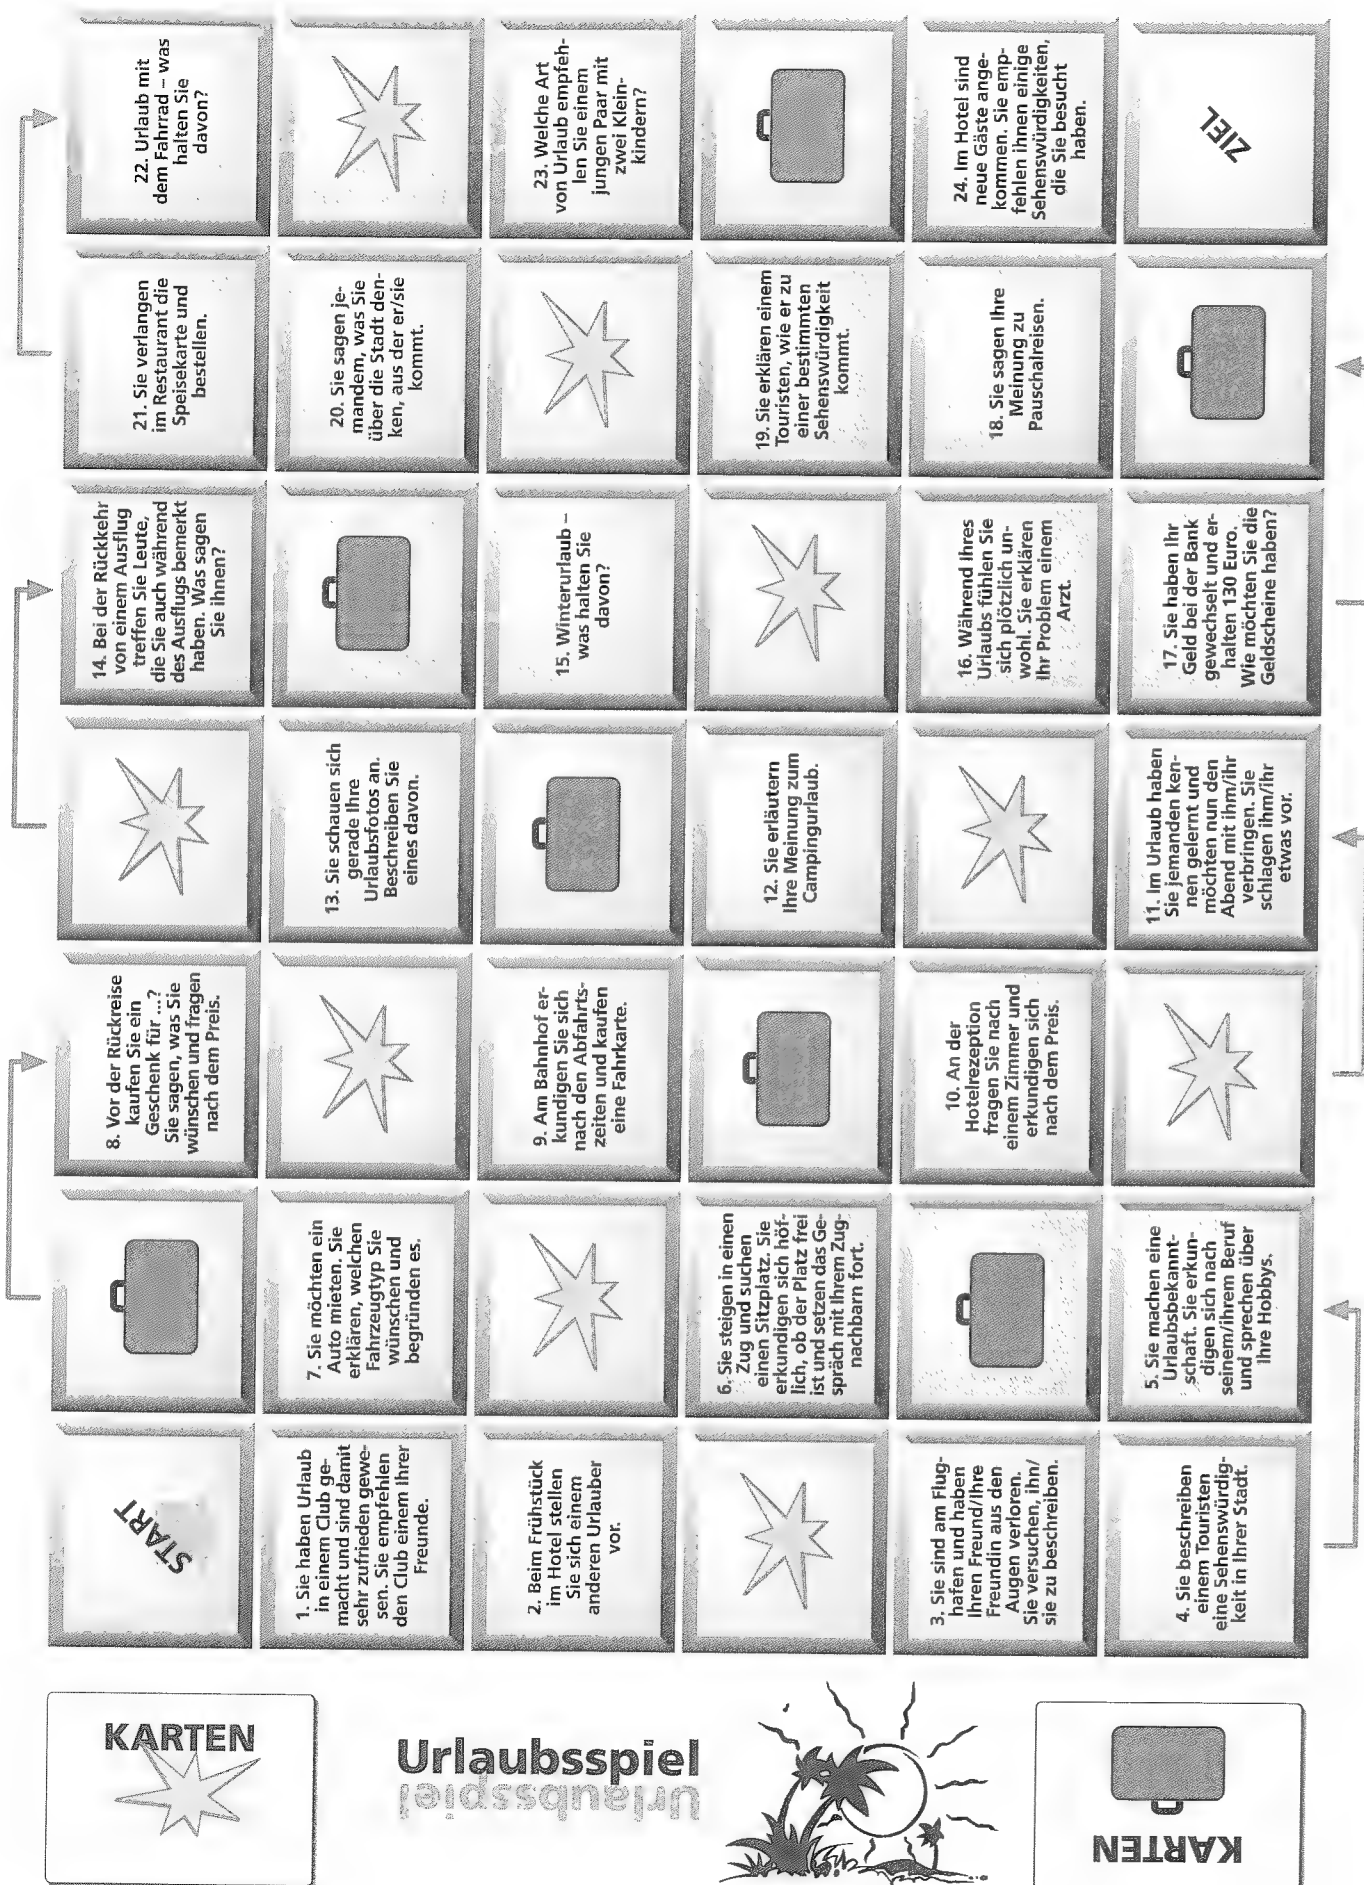 KARTEN
Urlaubsspiel
Urlaubsspiel
KARTEN
START
1. Sie haben Urlaub
in einem Club ge-
macht und sind damit
sehr zufrieden gewe-
sen. Sie empfehlen
den Club einem Ihrer
Freunde.
2. Beim Frühstück
im Hotel stellen
Sie sich einem
anderen Urlauber
vor.
3. Sie sind am Flug-
hafen und haben
Ihren Freund/Ihre
Freundin aus den
Augen verloren.
Sie versuchen, ihn/
sie zu beschreiben.
4. Sie beschreiben
einem Touristen
eine Sehenswürdig-
keit in Ihrer Stadt.
5. Sie machen eine
Urlaubsbekannt-
schaft. Sie erkun-
digen sich nach
seinem/ihrem Beruf
und sprechen über
Ihre Hobbys.
6. Sie steigen in einen
Zug und suchen
einen Sitzplatz. Sie
erkundigen sich höf-
lich, ob der Platz frei
ist und setzen das Ge-
spräch mit Ihrem Zug-
nachbarn fort.
7. Sie möchten ein
Auto mieten. Sie
erklären, welchen
Fahrzeugtyp Sie
wünschen und
begründen es.
8. Vor der Rückreise
kaufen Sie ein
Geschenk für ...?
Sie sagen, was Sie
wünschen und fragen
nach dem Preis.
9. Am Bahnhof er-
kundigen Sie sich
nach den Abfahrts-
zeiten und kaufen
eine Fahrkarte.
10. An der
Hotelrezeption
fragen Sie nach
einem Zimmer und
erkundigen sich
nach dem Preis.
11. Im Urlaub haben
Sie jemanden ken-
nen gelernt und
möchten nun den
Abend mit ihm/ihr
verbringen. Sie
schlagen ihm/ihr
etwas vor.
12. Sie erläutern
Ihre Meinung zum
Campingurlaub.
13. Sie schauen sich
gerade Ihre
Urlaubsfotos an.
Beschreiben Sie
eines davon.
14. Bei der Rückkehr
von einem Ausflug
treffen Sie Leute,
die Sie auch während
des Ausflugs bemerkt
haben. Was sagen
Sie ihnen?
15. Winterurlaub –
was halten Sie
davon?
16. Während Ihres
Urlaubs fühlen Sie
sich plötzlich un-
wohl. Sie erklären
Ihr Problem einem
Arzt.
17. Sie haben Ihr
Geld bei der Bank
gewechselt und er-
halten 130 Euro.
Wie möchten Sie die
Geldscheine haben?
18. Sie sagen Ihre
Meinung zu
Pauschalreisen.
19. Sie erklären einem
Touristen, wie er zu
einer bestimmten
Sehenswürdigkeit
kommt.
20. Sie sagen je-
mandem, was Sie
über die Stadt den-
ken, aus der er/sie
kommt.
21. Sie verlangen
im Restaurant die
Speisekarte und
bestellen.
22. Urlaub mit
dem Fahrrad – was
halten Sie
davon?
23. Welche Art
von Urlaub empfeh-
len Sie einem
jungen Paar mit
zwei Klein-
kindern?
24. Im Hotel sind
neue Gäste ange-
kommen. Sie emp-
fehlen ihnen einige
Sehenswürdigkeiten,
die Sie besucht
haben.
ZIEL